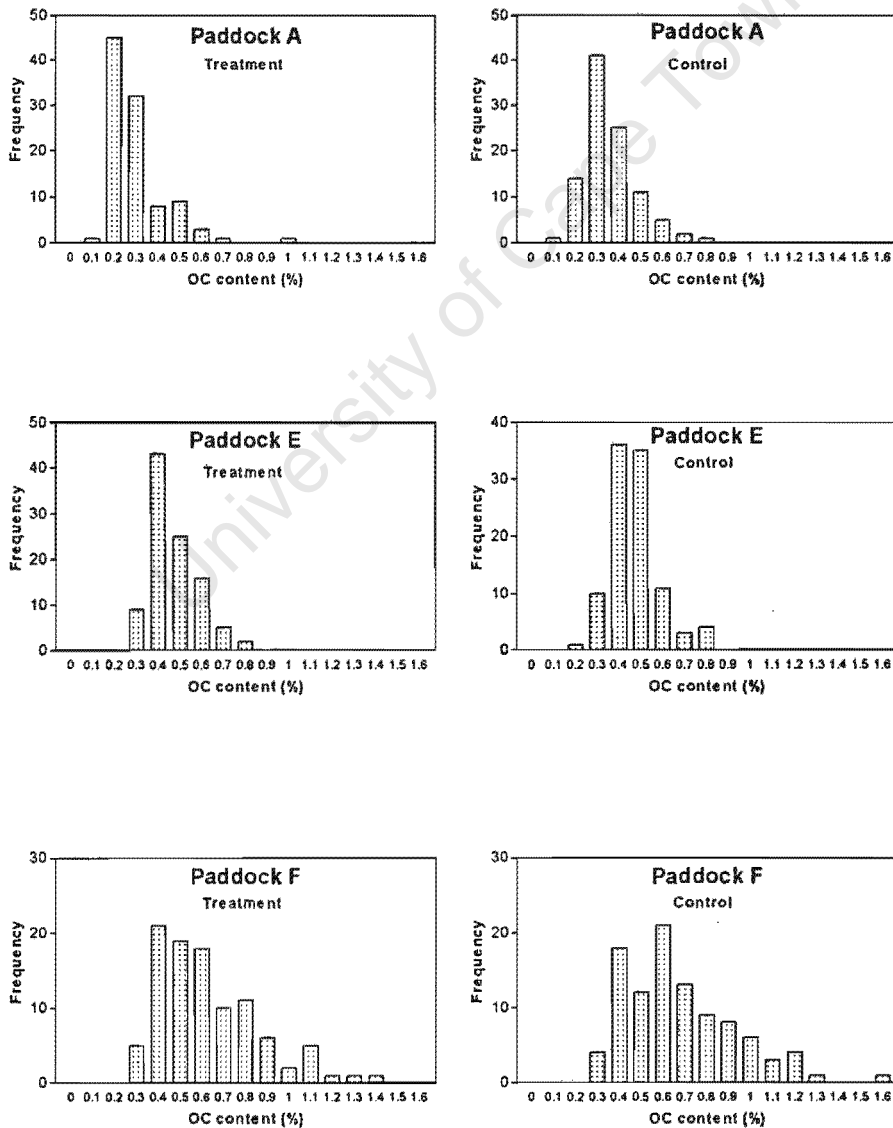 Paddock A
Treatment
Frequency
50
40
30
20
10
0
0 0.1 0.2 0.3 0.4 0.5 0.6 0.7 0.8 0.9 1 1.1 1.2 1.3 1.4 1.5 1.6
OC content (%)
Paddock A
Control
Frequency
50
40
30
20
10
0
0 0.1 0.2 0.3 0.4 0.5 0.6 0.7 0.8 0.9 1 1.1 1.2 1.3 1.4 1.5 1.6
OC content (%)
Paddock E
Treatment
Frequency
50
40
30
20
10
0
0 0.1 0.2 0.3 0.4 0.5 0.6 0.7 0.8 0.9 1 1.1 1.2 1.3 1.4 1.5 1.6
OC content (%)
Paddock E
Control
Frequency
40
30
20
10
0
0 0.1 0.2 0.3 0.4 0.5 0.6 0.7 0.8 0.9 1 1.1 1.2 1.3 1.4 1.5 1.6
OC content (%)
Paddock F
Treatment
Frequency
30
20
10
0
0 0.1 0.2 0.3 0.4 0.5 0.6 0.7 0.8 0.9 1 1.1 1.2 1.3 1.4 1.5 1.6
OC content (%)
Paddock F
Control
Frequency
30
20
10
0
0 0.1 0.2 0.3 0.4 0.5 0.6 0.7 0.8 0.9 1 1.1 1.2 1.3 1.4 1.5 1.6
OC content (%)
University of Cape Town